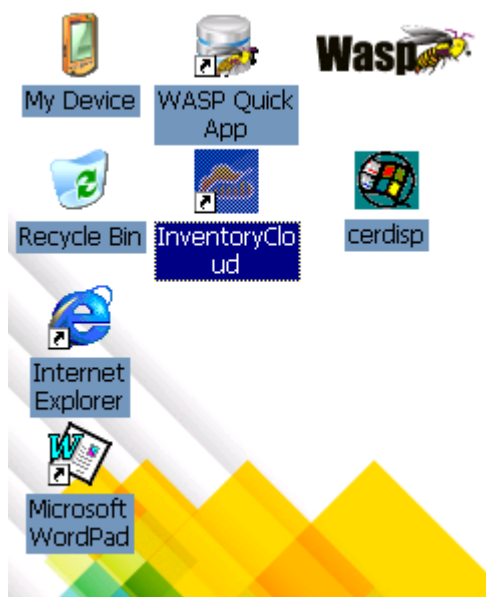 Wasp
My Device
WASP Quick
App
Recycle Bin
InventoryClo
ud
cerdisp
Internet
Explorer
W
Microsoft
WordPad